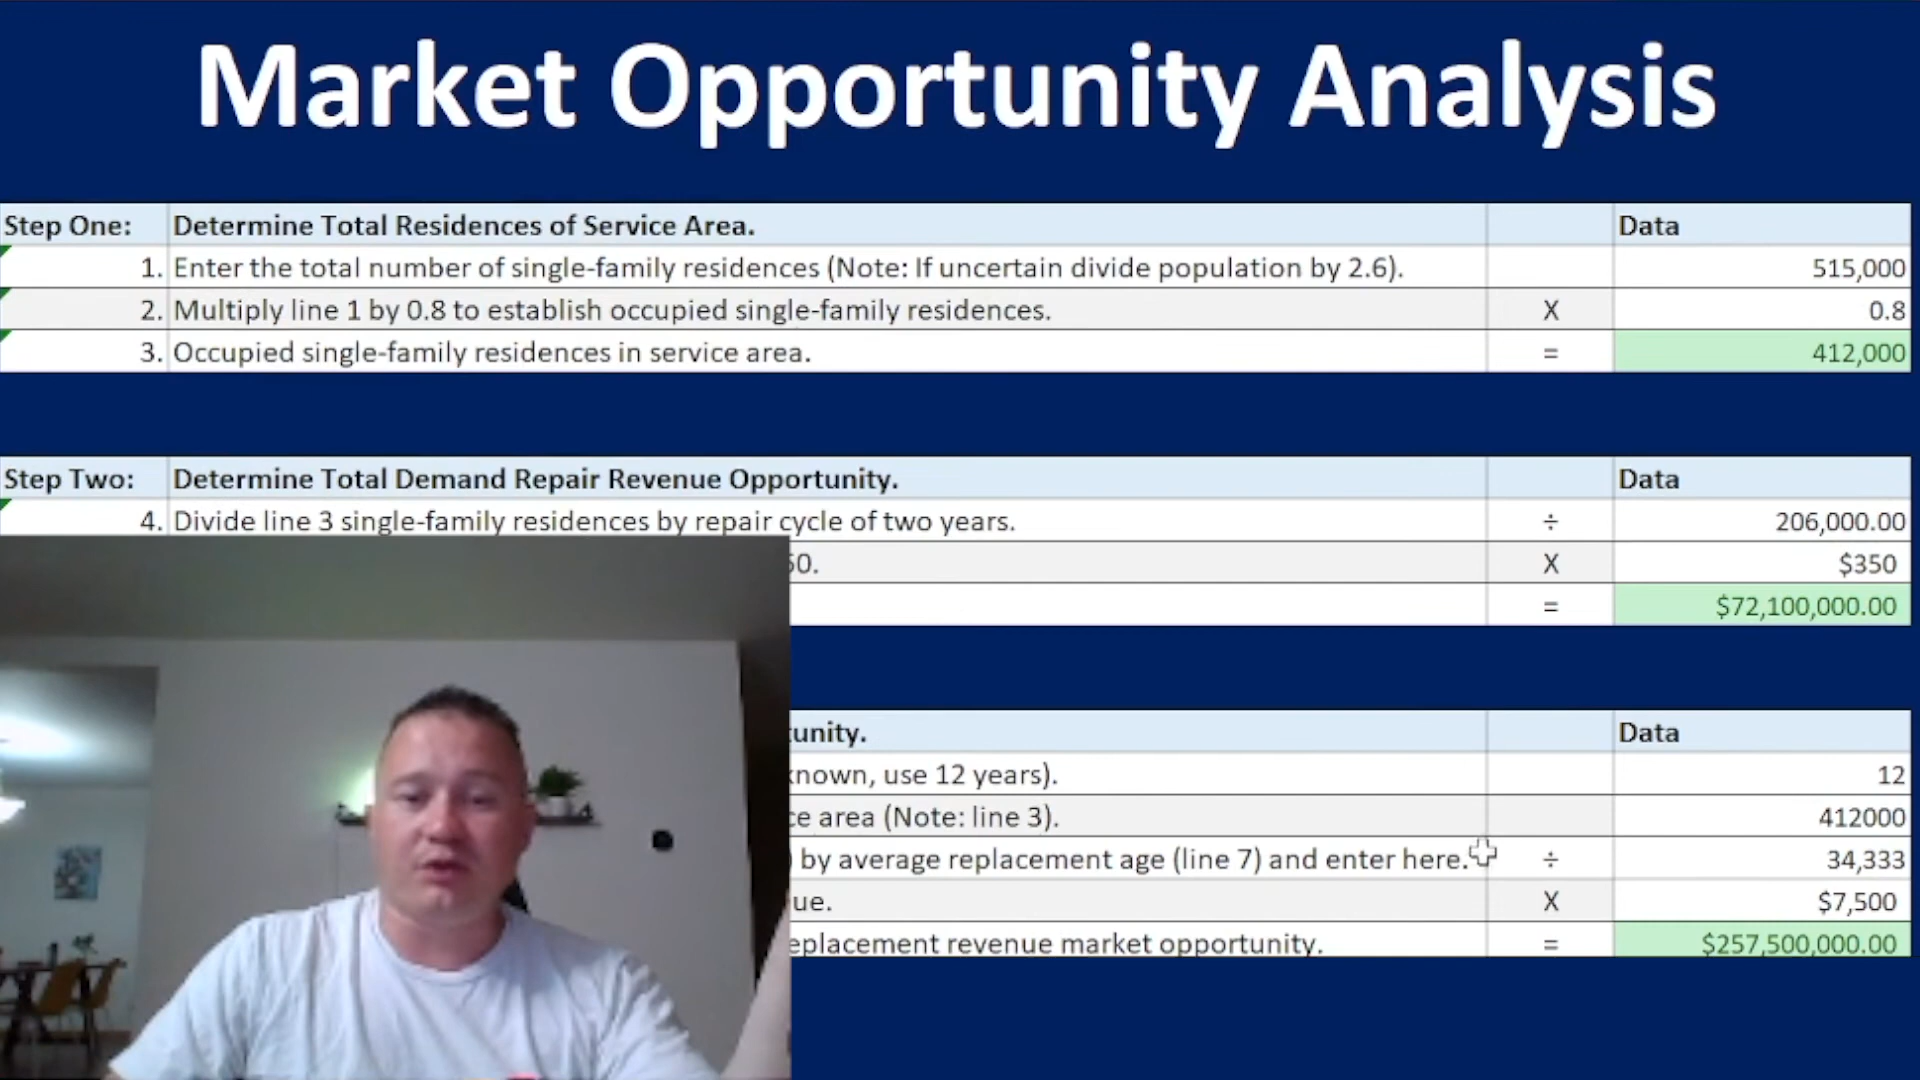 Market Opportunity Analysis
Step One: Determine Total Residences of Service Area. Data
1. Enter the total number of single-family residences (Note: If uncertain divide population by 2.6). 515,000
2. Multiply line 1 by 0.8 to establish occupied single-family residences. X 0.8
3. Occupied single-family residences in service area. = 412,000
Step Two: Determine Total Demand Repair Revenue Opportunity. Data
4. Divide line 3 single-family residences by repair cycle of two years. ÷ 206,000.00
X $350
= $72,100,000.00
Data
use 12 years). 12
area (Note: line 3). 412000
by average replacement age (line 7) and enter here. ÷ 34,333
X $7,500
revenue market opportunity. = $257,500,000.00